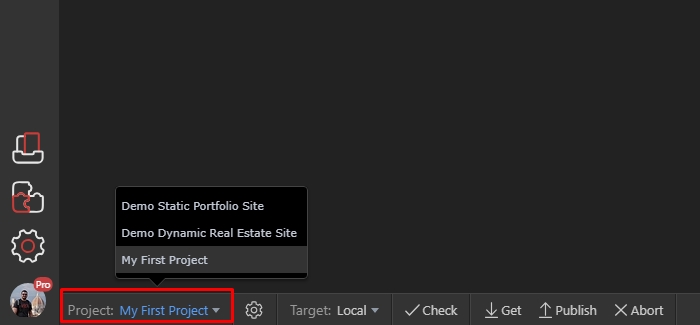 Demo Static Portfolio Site
Demo Dynamic Real Estate Site
My First Project
Pro
Project: My First Project Target: Local Check Get Publish Abort